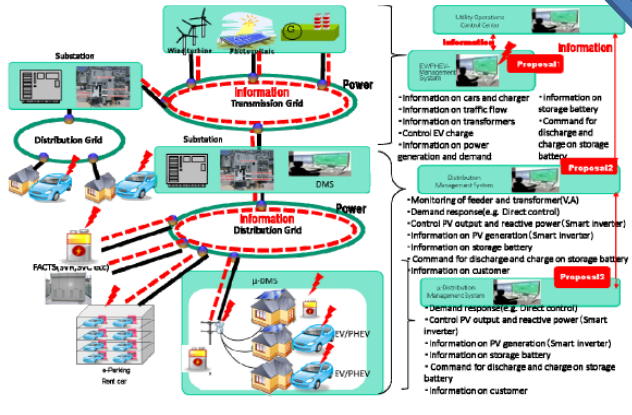 Wind turbine
Photovoltaic
G
Substation
Information
Transmission Grid
Power
Distribution Grid
Substation
DMS
Information
Distribution Grid
Power
FACTS(SVR,SVC etc)
e-Parking
Rent car
μ-DMS
EV/PHEV
EV/PHEV
Utility Operations
Control Center
Information
Information
EV/PHEV-
Management
System
Proposal1
•Information on cars and charger
•Information on traffic flow
•Information on transformers
•Control EV charge
•Information on power
generation and demand
•Information on
storage battery
•Command for
discharge and
charge on storage
battery
Proposal2
Distribution
Management System
•Monitoring of feeder and transformer(V,A)
•Demand response(e.g. Direct control)
•Control PV output and reactive power (Smart inverter)
•Information on PV generation (Smart Inverter)
•Information on storage battery
•Command for discharge and charge on storage battery
•Information on customer
Proposal3
μ-Distribution
Management System
•Demand response(e.g. Direct control)
•Control PV output and reactive power (Smart
inverter)
•Information on PV generation (Smart inverter)
•Information on storage battery
•Command for discharge and charge on storage
battery
•Information on customer